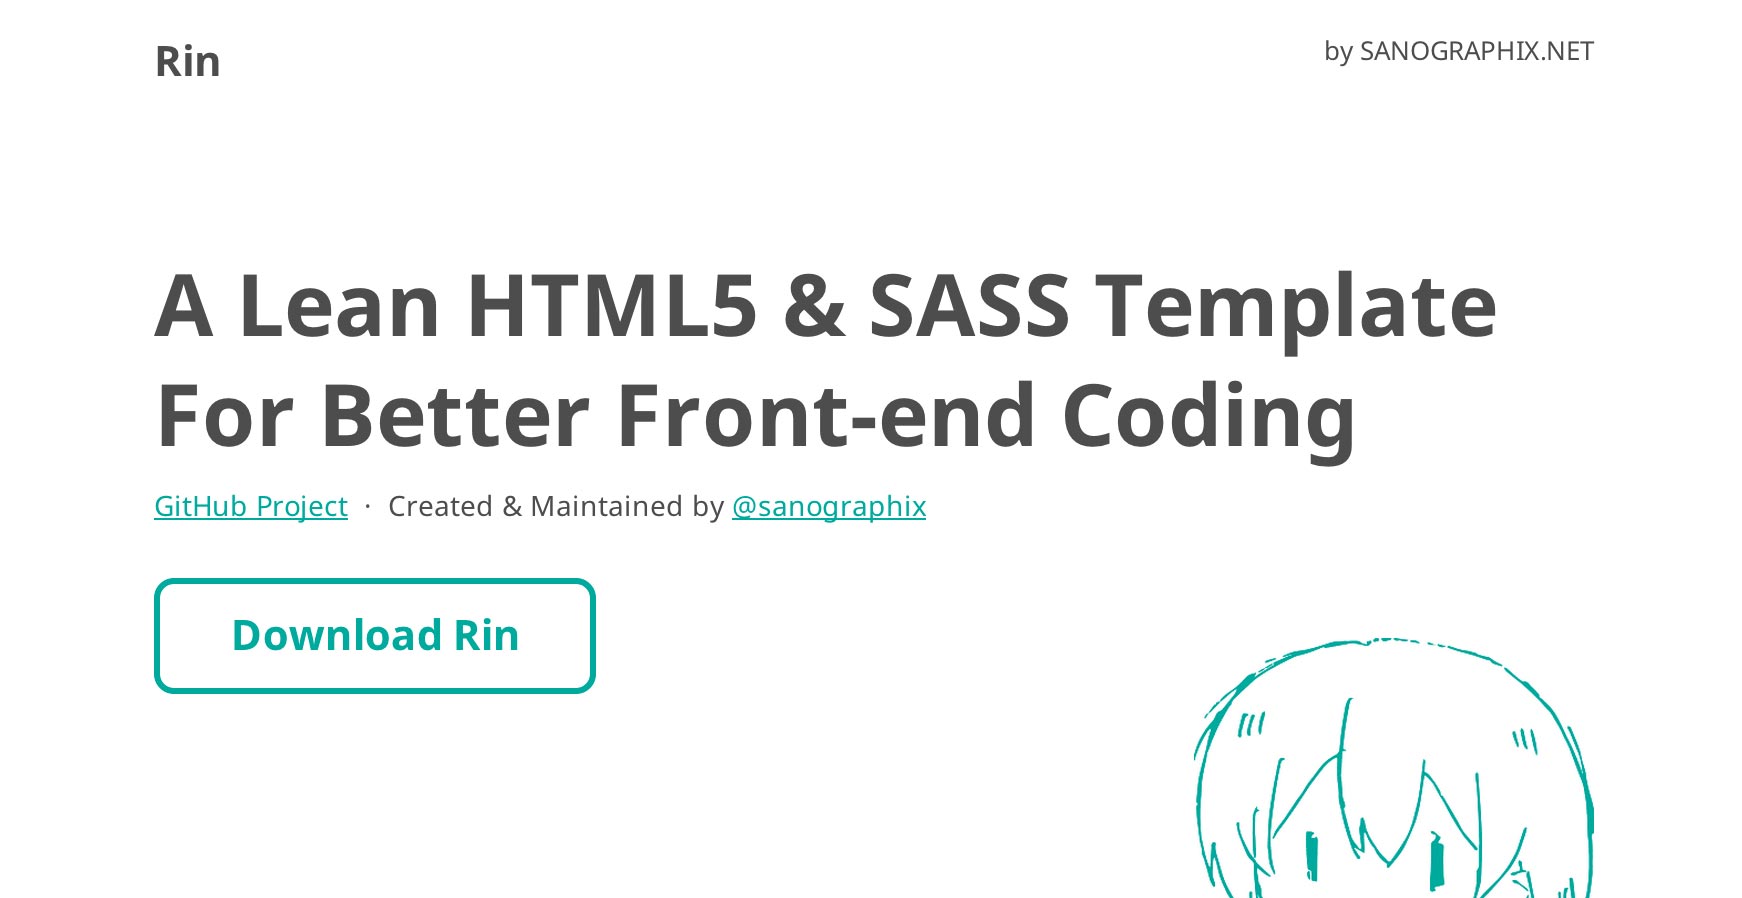 Rin
by SANOGRAPHIX.NET
A Lean HTML5 & SASS Template
For Better Front-end Coding
GitHub Project · Created & Maintained by @sanographix
Download Rin